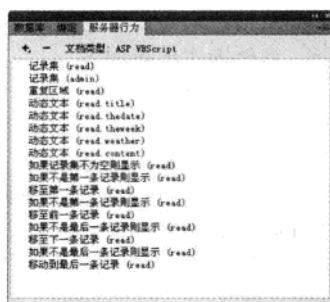 数据库 绑定 服务器行为
+ - 文档类型: ASP VBScript
记录集 (read)
记录集 (admin)
重复区域 (read)
动态文本 (read.title)
动态文本 (read.thedate)
动态文本 (read.theweek)
动态文本 (read.weather)
动态文本 (read.content)
如果记录集不为空则显示 (read)
如果不是第一条记录则显示 (read)
移至第一条记录 (read)
如果不是第一条记录则显示 (read)
移至前一条记录 (read)
如果不是最后一条记录则显示 (read)
移至下一条记录 (read)
如果不是最后一条记录则显示 (read)
移动到最后一条记录 (read)